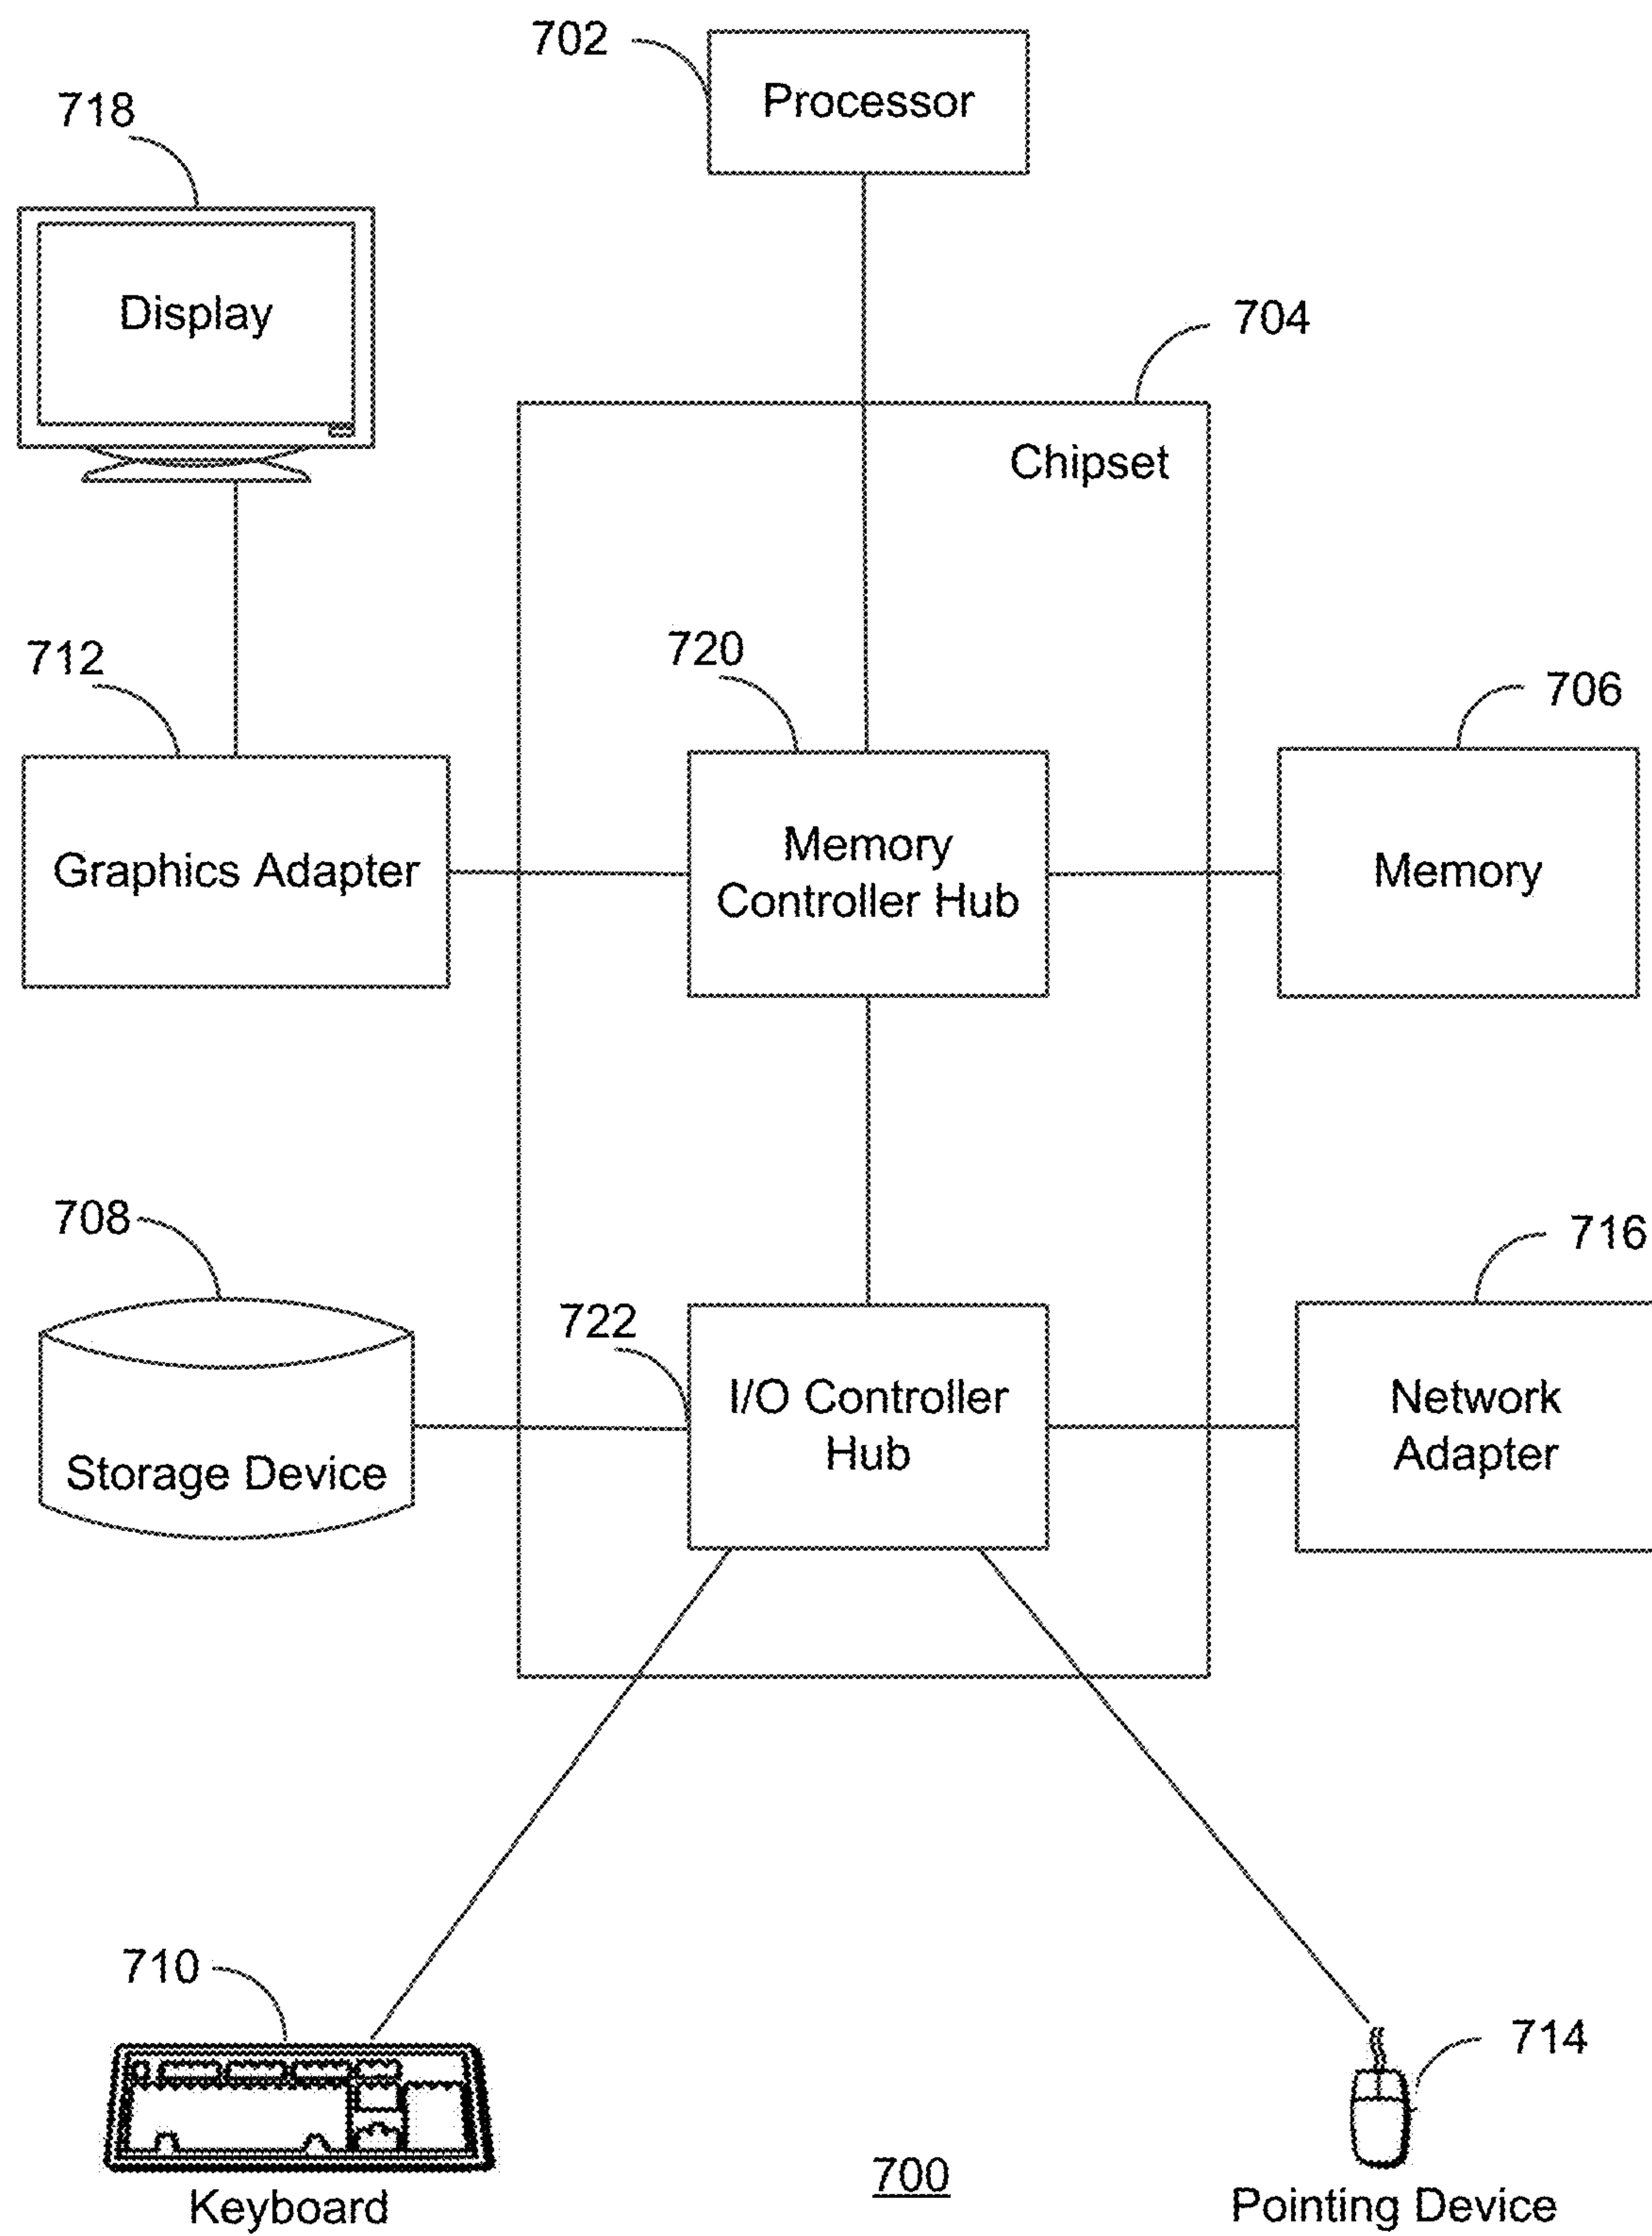 702
Processor
718
Display
704
Chipset
712
720
706
Graphics Adapter
Memory
Controller Hub
Memory
708
722
716
Storage Device
I/O Controller
Hub
Network
Adapter
710
714
Keyboard
700
Pointing Device